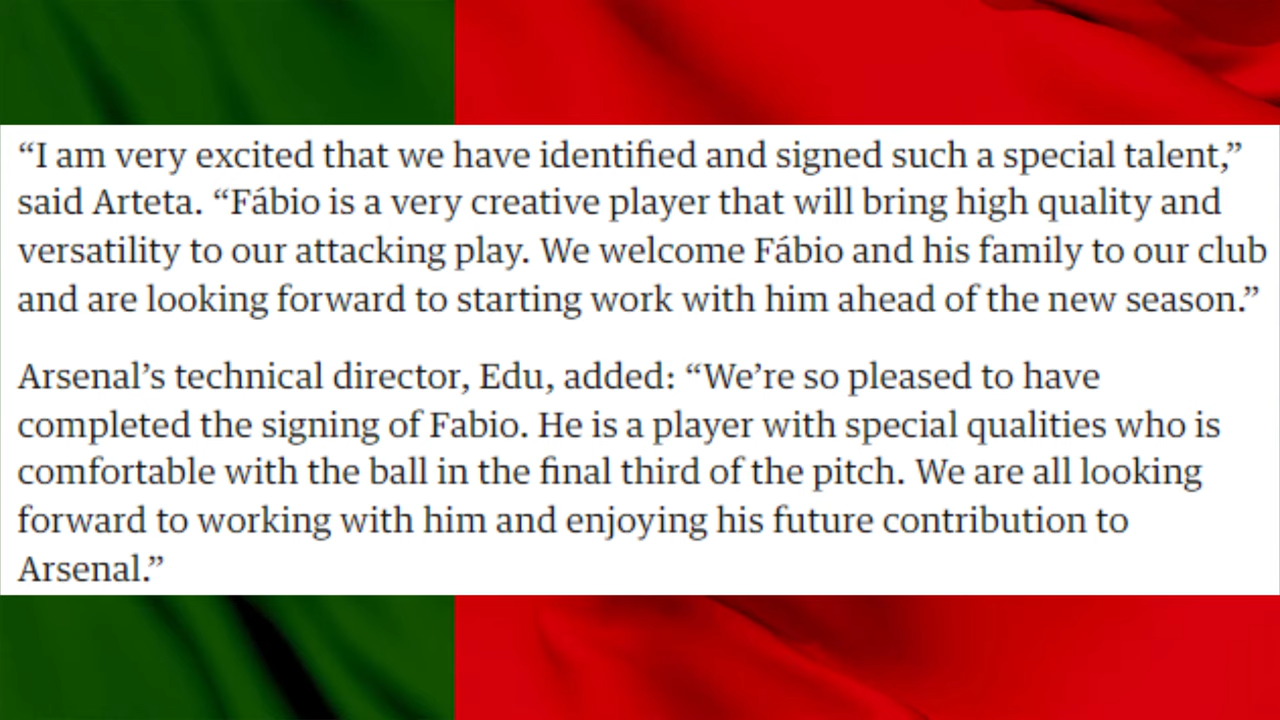 “I am very excited that we have identified and signed such a special talent,”
said Arteta. “Fábio is a very creative player that will bring high quality and
versatility to our attacking play. We welcome Fábio and his family to our club
and are looking forward to starting work with him ahead of the new season.”
Arsenal’s technical director, Edu, added: “We’re so pleased to have
completed the signing of Fabio. He is a player with special qualities who is
comfortable with the ball in the final third of the pitch. We are all looking
forward to working with him and enjoying his future contribution to
Arsenal.”